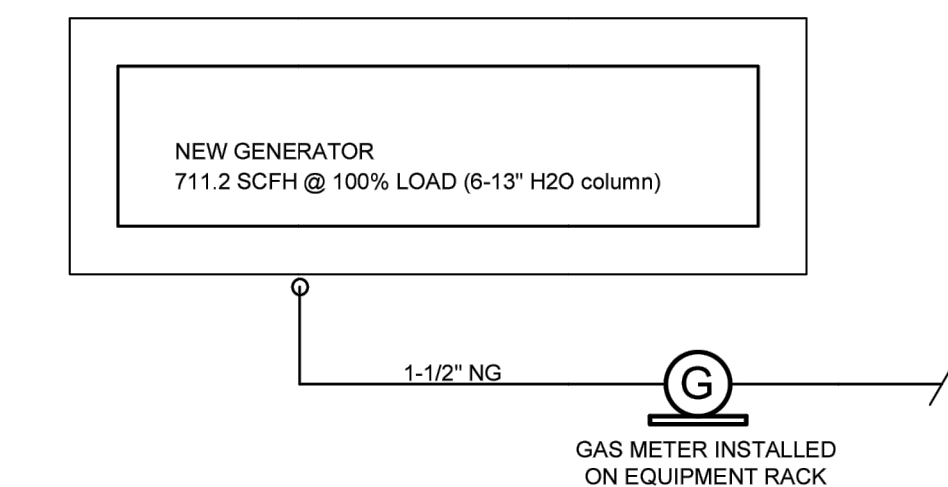 NEW GENERATOR
711.2 SCFH @ 100% LOAD (6-13" H2O column)
1-1/2" NG
G
GAS METER INSTALLED
ON EQUIPMENT RACK